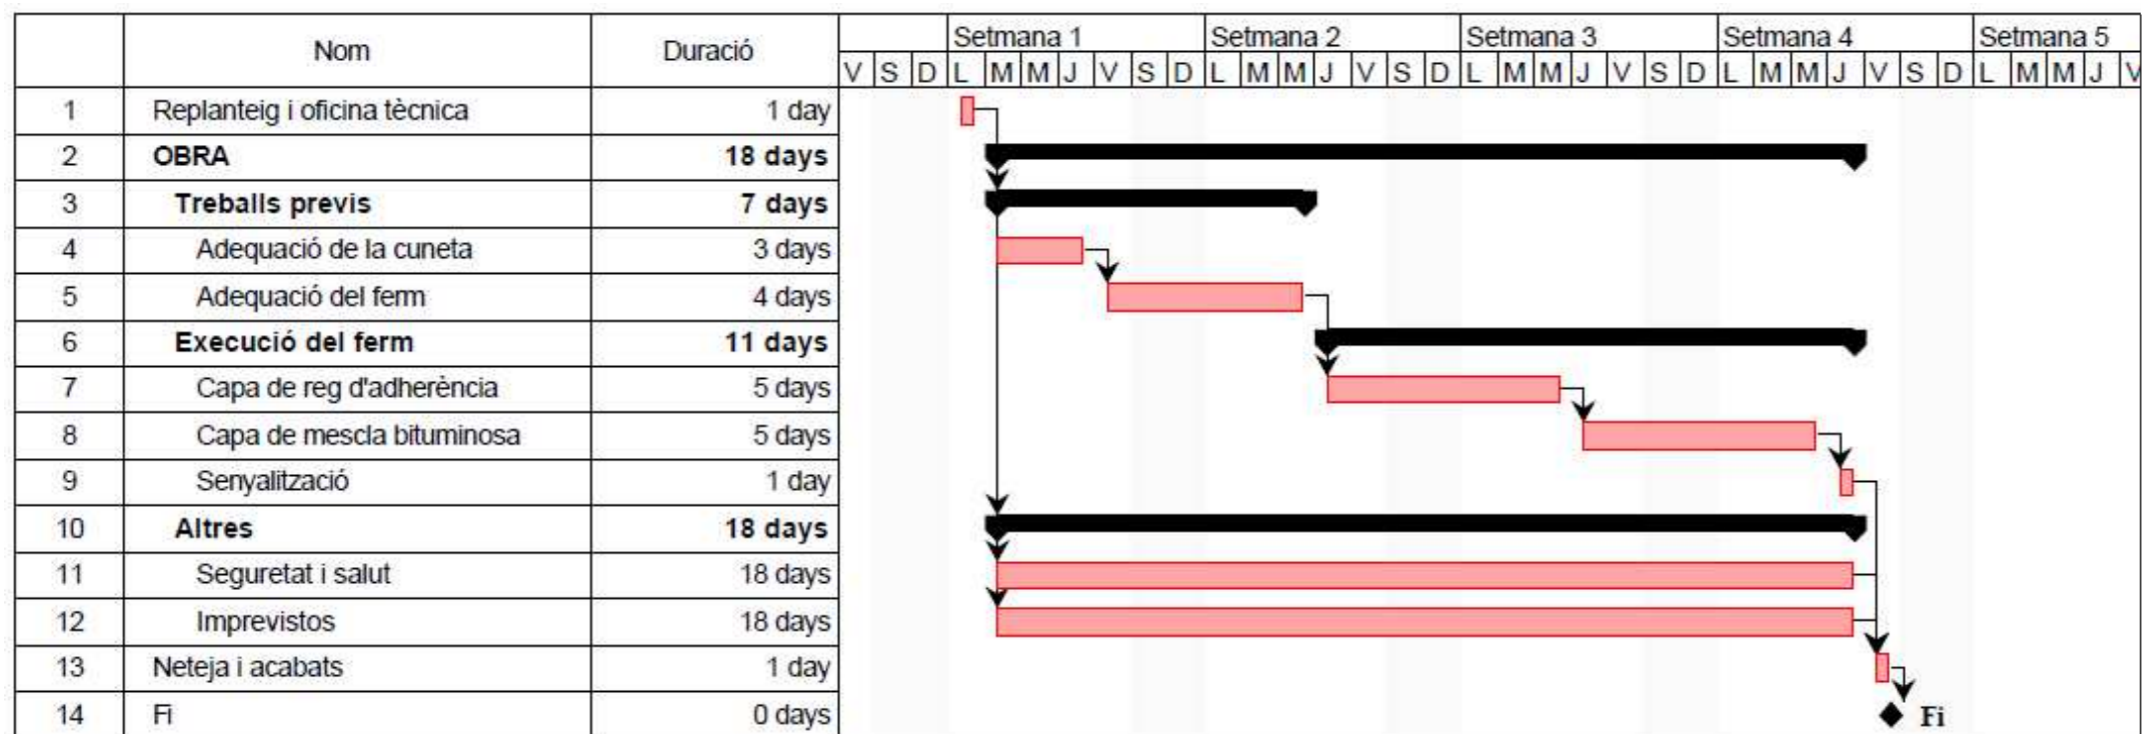 Nom Duració Setmana 1 Setmana 2 Setmana 3 Setmana 4 Setmana 5
V S D L M M J V S D L M M J V S D L M M J V S D L M M J V S D L M M J V
1 Replanteig i oficina tècnica 1 day
2 OBRA 18 days
3 Treballs previs 7 days
4 Adequació de la cuneta 3 days
5 Adequació del ferm 4 days
6 Execució del ferm 11 days
7 Capa de reg d'adherència 5 days
8 Capa de mescla bituminosa 5 days
9 Senyalització 1 day
10 Altres 18 days
11 Seguretat i salut 18 days
12 Imprevistos 18 days
13 Neteja i acabats 1 day
14 Fi 0 days Fi